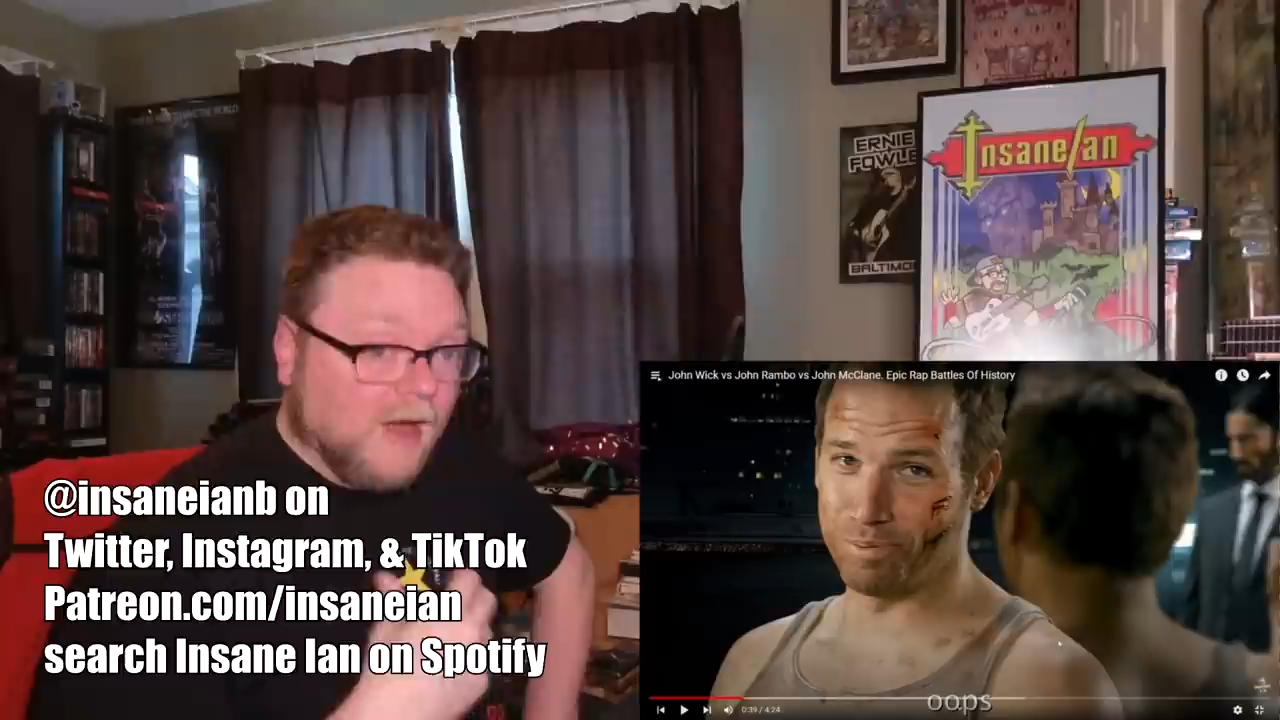 ERNIE
FOWLE
BALTIMO
InsaneIan
John Wick vs John Rambo vs John McClane. Epic Rap Battles Of History
@insaneianb on
Twitter, Instagram, & TikTok
Patreon.com/insaneian
search Insane Ian on Spotify
oops
0:39 / 4:24